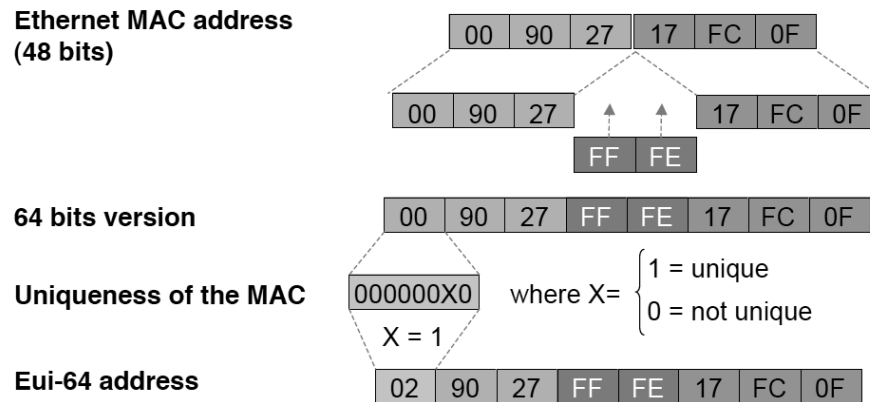 Ethernet MAC address
(48 bits)
00 90 27 17 FC 0F
00 90 27 17 FC 0F
FF FE
64 bits version
00 90 27 FF FE 17 FC 0F
Uniqueness of the MAC
000000X0
where X=
1 = unique
0 = not unique
X = 1
Eui-64 address
02 90 27 FF FE 17 FC 0F